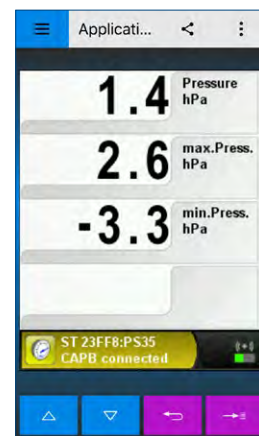 Applicati...
1.4 Pressure
hPa
2.6 max.Press.
hPa
-3.3 min.Press.
hPa
ST 23FF8:PS35
CAPB connected